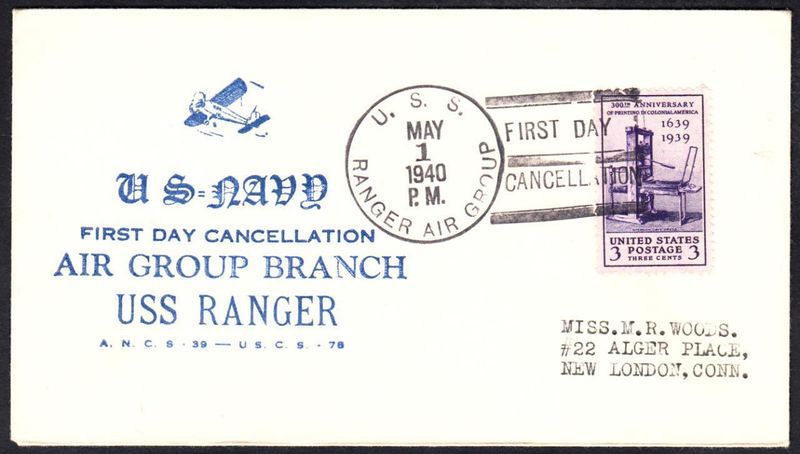 U S=NAVY
FIRST DAY CANCELLATION
AIR GROUP BRANCH
USS RANGER
A. N. C. S - 39 — U S. C. S. - 78
U. S. S.
MAY
1
1940
P. M.
RANGER AIR GROUP
FIRST DAY
CANCELLATION
300TH ANNIVERSARY
OF PRINTING IN COLONIAL AMERICA
1639
1939
UNITED STATES
3 POSTAGE 3
THREE CENTS
MISS.M.R.WOODS.
#22 ALGER PLACE,
NEW LONDON,CONN.